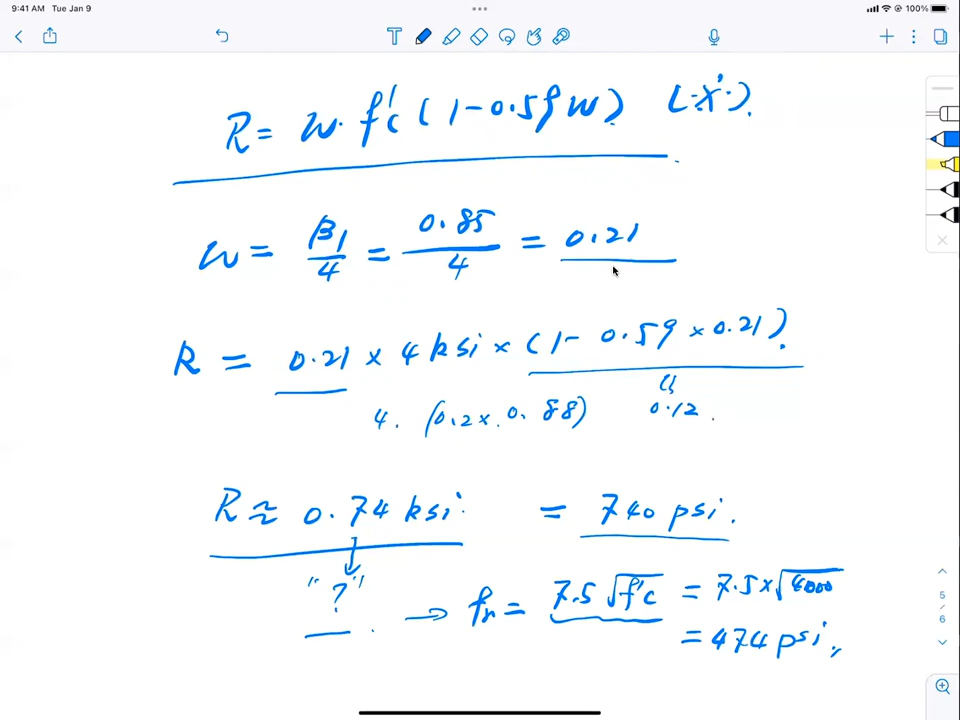 9:41 AM Tue Jan 9
100%
R = w · f'c (1 - 0.59 w)
w = β1/4 = 0.85/4 = 0.21
R = 0.21 × 4 ksi × (1 - 0.59 × 0.21)
4. (0.2 × 0.88)
0.12
R ≈ 0.74 ksi = 740 psi.
"?"
→ fr = 7.5 √f'c = 7.5 × √4000
= 474 psi
5
/
6